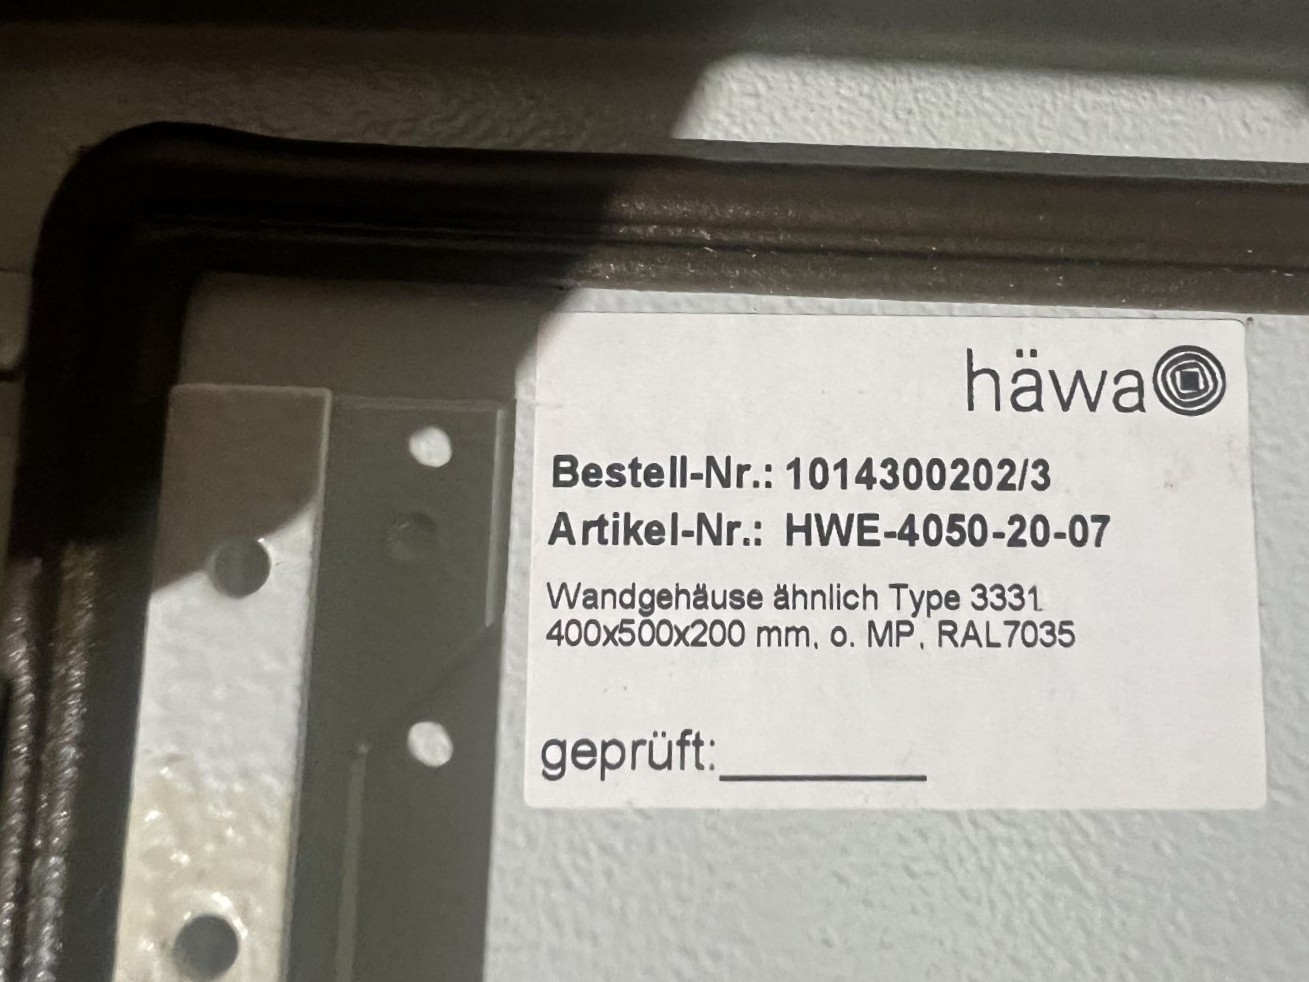 häwa
Bestell-Nr.: 1014300202/3
Artikel-Nr.: HWE-4050-20-07
Wandgehäuse ähnlich Type 3331
400x500x200 mm, o. MP, RAL7035
geprüft:________